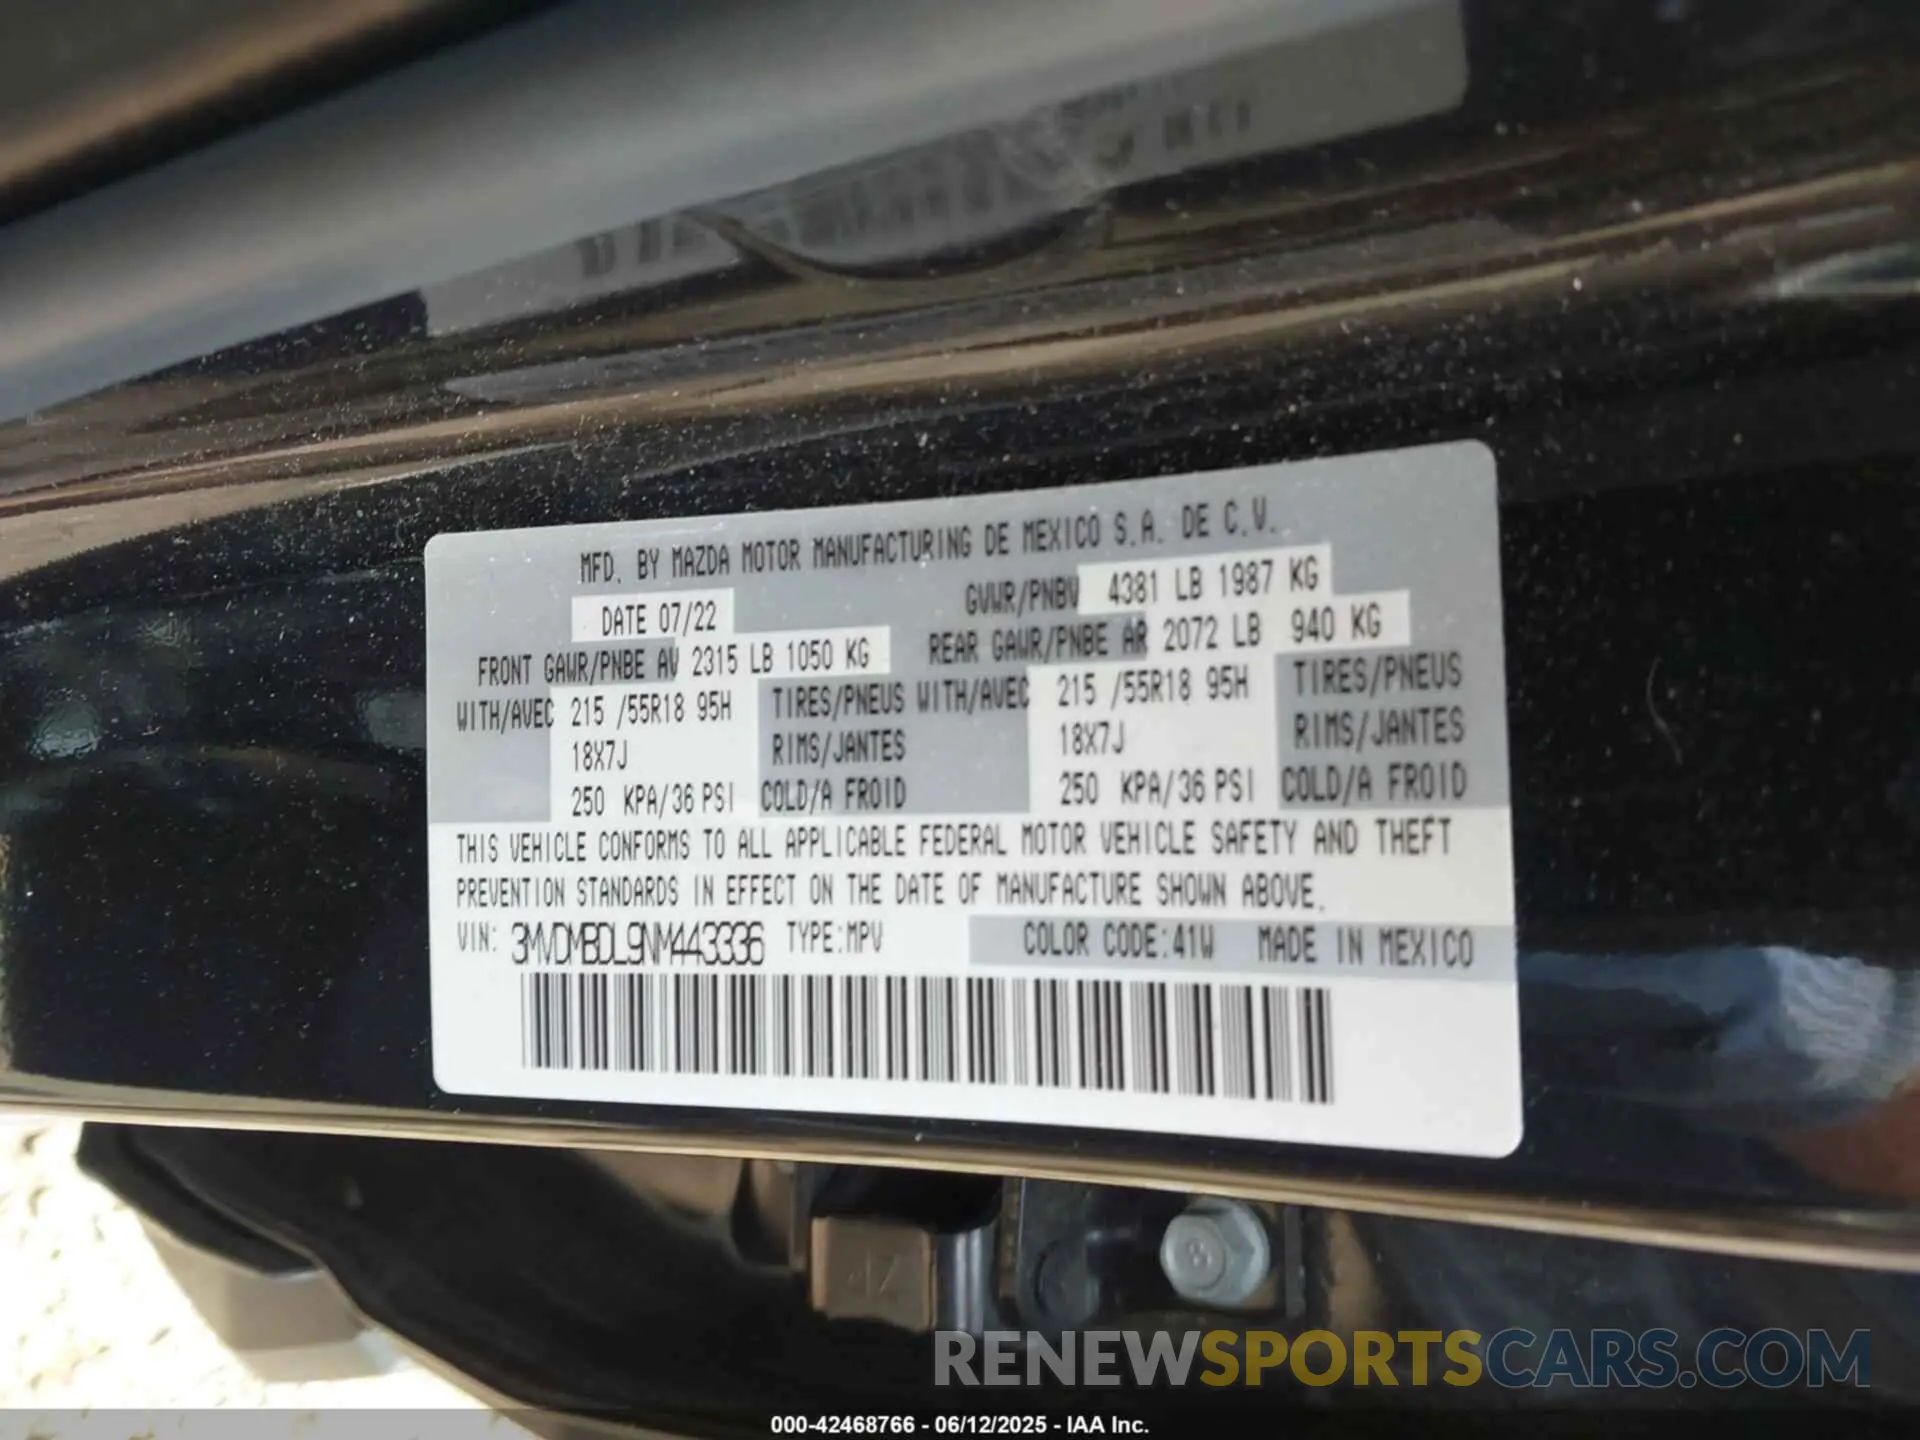 MFD. BY MAZDA MOTOR MANUFACTURING DE MEXICO S.A. DE C.V.
DATE 07/22 GVWR/PNBV 4381 LB 1987 KG
FRONT GAWR/PNBE AV 2315 LB 1050 KG REAR GAWR/PNBE AR 2072 LB 940 KG
WITH/AVEC 215 /55R18 95H TIRES/PNEUS WITH/AVEC 215 /55R18 95H TIRES/PNEUS
18X7J RIMS/JANTES 18X7J RIMS/JANTES
250 KPA/36 PSI COLD/A FROID 250 KPA/36 PSI COLD/A FROID
THIS VEHICLE CONFORMS TO ALL APPLICABLE FEDERAL MOTOR VEHICLE SAFETY AND THEFT
PREVENTION STANDARDS IN EFFECT ON THE DATE OF MANUFACTURE SHOWN ABOVE.
VIN: 3MVDMBDL9NM443336 TYPE:MPV COLOR CODE:41W MADE IN MEXICO
8
RENEWSPORTSCARS.COM
000-42468766 - 06/12/2025 - IAA Inc.